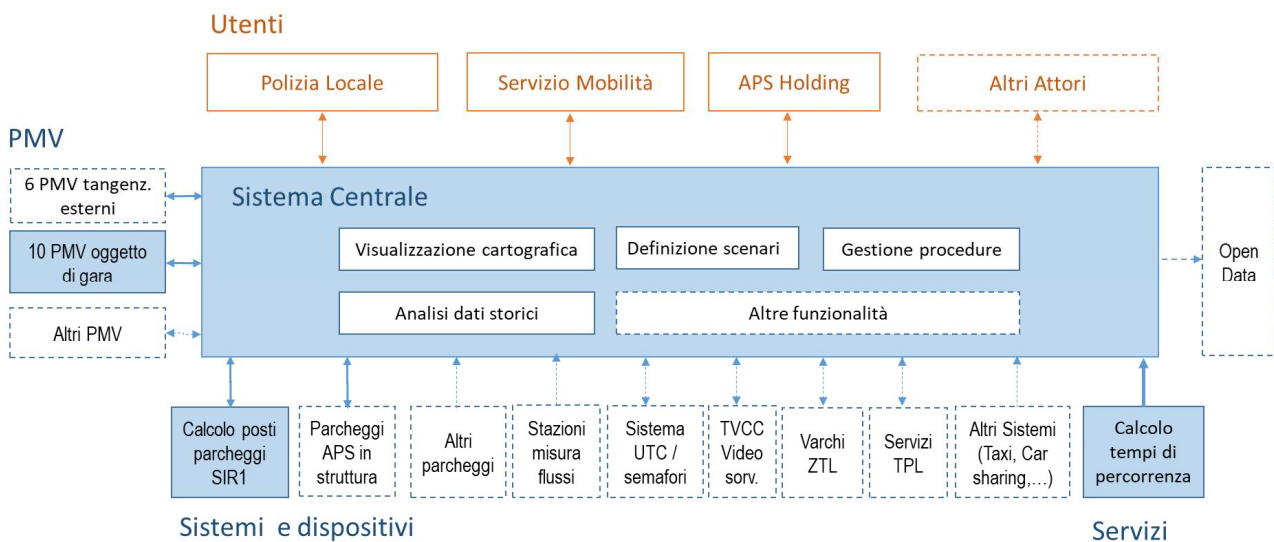 Utenti
Polizia Locale
Servizio Mobilità
APS Holding
Altri Attori
PMV
6 PMV tangenz.
esterni
10 PMV oggetto
di gara
Altri PMV
Sistema Centrale
Visualizzazione cartografica
Definizione scenari
Gestione procedure
Analisi dati storici
Altre funzionalità
Open
Data
Calcolo posti
parcheggi
SIR1
Parcheggi
APS in
struttura
Altri
parcheggi
Stazioni
misura
flussi
Sistema
UTC /
semafori
TVCC
Video
sorv.
Varchi
ZTL
Servizi
TPL
Altri Sistemi
(Taxi, Car
sharing,...)
Calcolo
tempi di
percorrenza
Sistemi e dispositivi
Servizi